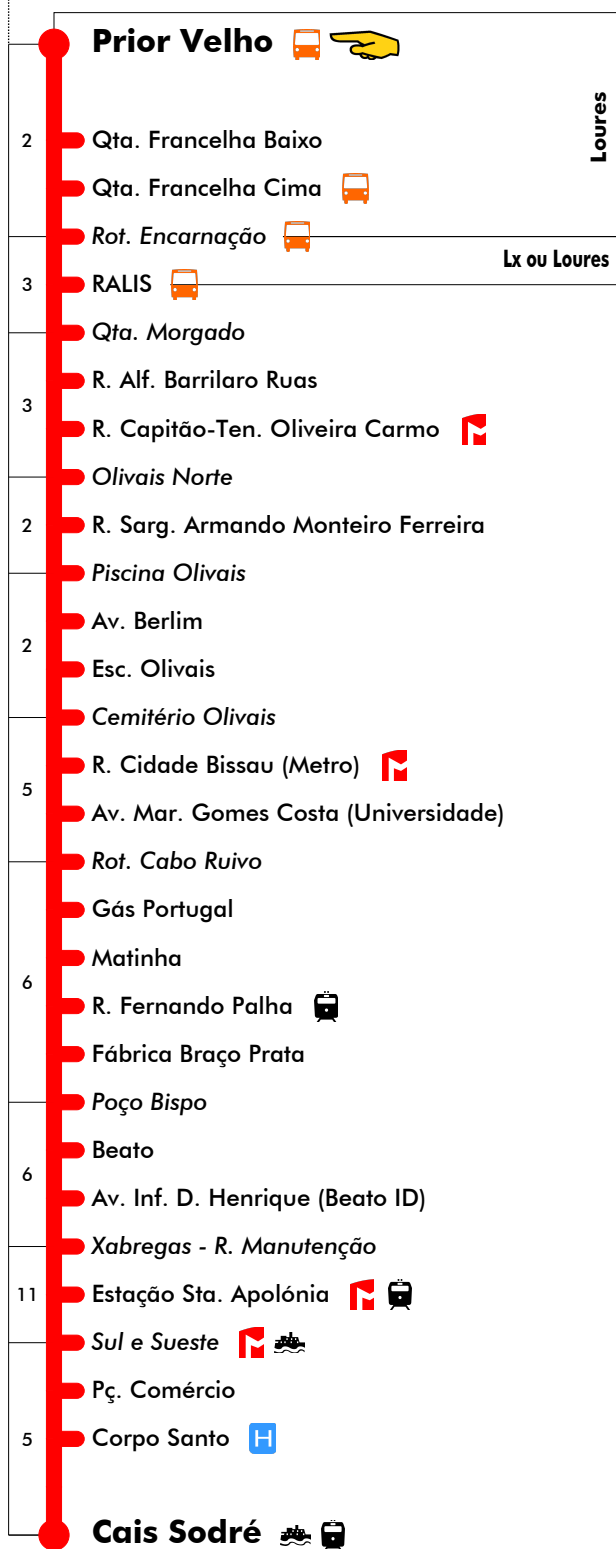 Prior Velho
Loures
2
Qta. Francelha Baixo
Qta. Francelha Cima
Rot. Encarnação
Lx ou Loures
3
RALIS
Qta. Morgado
R. Alf. Barrilaro Ruas
3
R. Capitão-Ten. Oliveira Carmo
Olivais Norte
2
R. Sarg. Armando Monteiro Ferreira
Piscina Olivais
Av. Berlim
2
Esc. Olivais
Cemitério Olivais
R. Cidade Bissau (Metro)
5
Av. Mar. Gomes Costa (Universidade)
Rot. Cabo Ruivo
Gás Portugal
Matinha
6
R. Fernando Palha
Fábrica Braço Prata
Poço Bispo
Beato
6
Av. Inf. D. Henrique (Beato ID)
Xabregas - R. Manutenção
11
Estação Sta. Apolónia
Sul e Sueste
Pç. Comércio
5
Corpo Santo
H
Cais Sodré